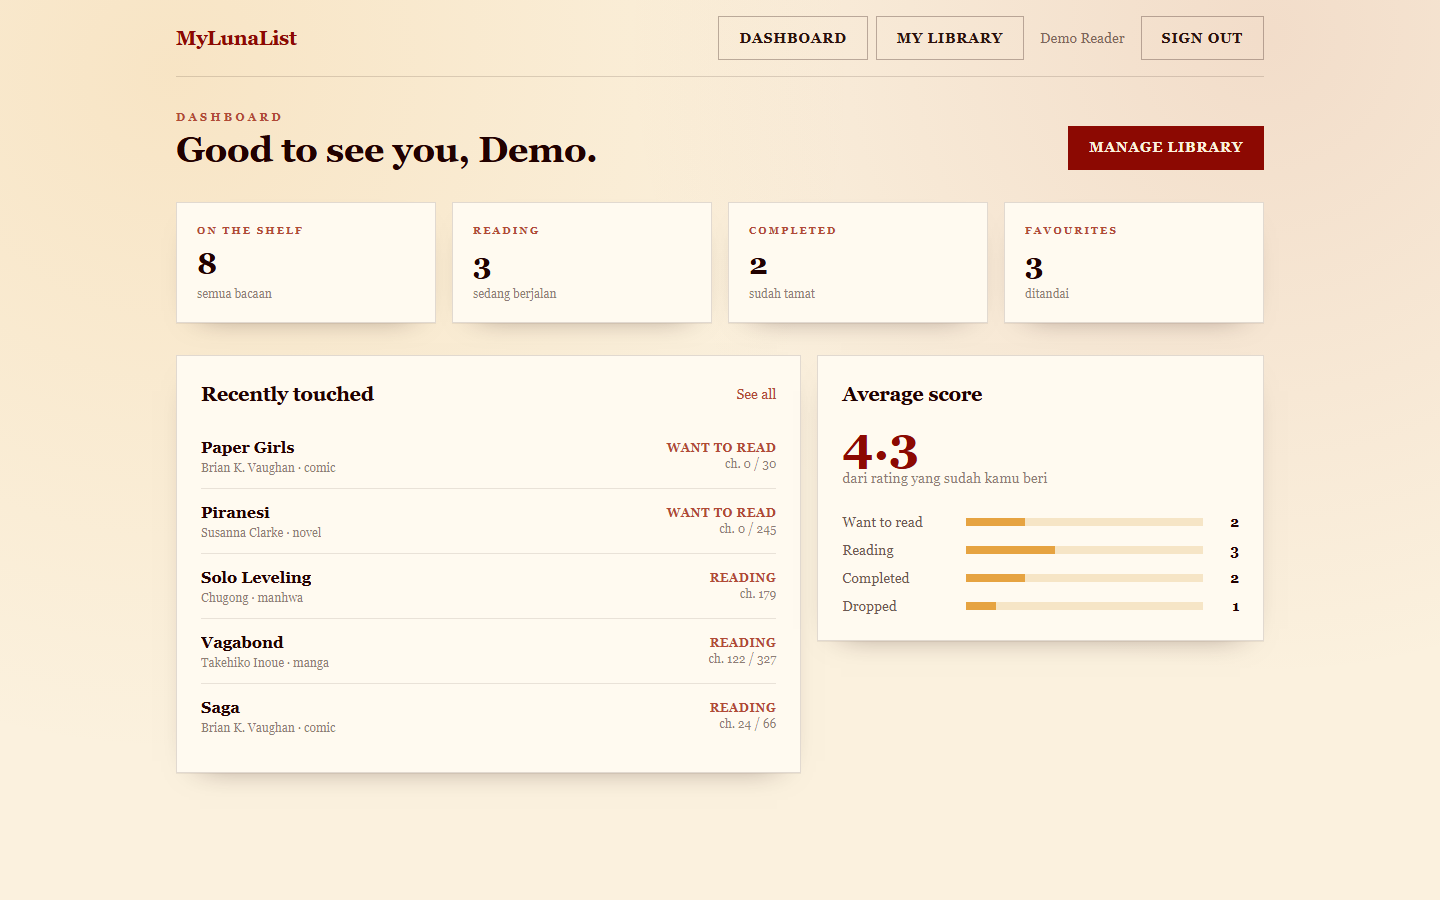 MyLunaList
DASHBOARD
MY LIBRARY
Demo Reader
SIGN OUT
DASHBOARD
Good to see you, Demo.
MANAGE LIBRARY
ON THE SHELF
8
semua bacaan
READING
3
sedang berjalan
COMPLETED
2
sudah tamat
FAVOURITES
3
ditandai
Recently touched
See all
Paper Girls
Brian K. Vaughan · comic
WANT TO READ
ch. 0 / 30
Piranesi
Susanna Clarke · novel
WANT TO READ
ch. 0 / 245
Solo Leveling
Chugong · manhwa
READING
ch. 179
Vagabond
Takehiko Inoue · manga
READING
ch. 122 / 327
Saga
Brian K. Vaughan · comic
READING
ch. 24 / 66
Average score
4.3
dari rating yang sudah kamu beri
Want to read 2
Reading 3
Completed 2
Dropped 1